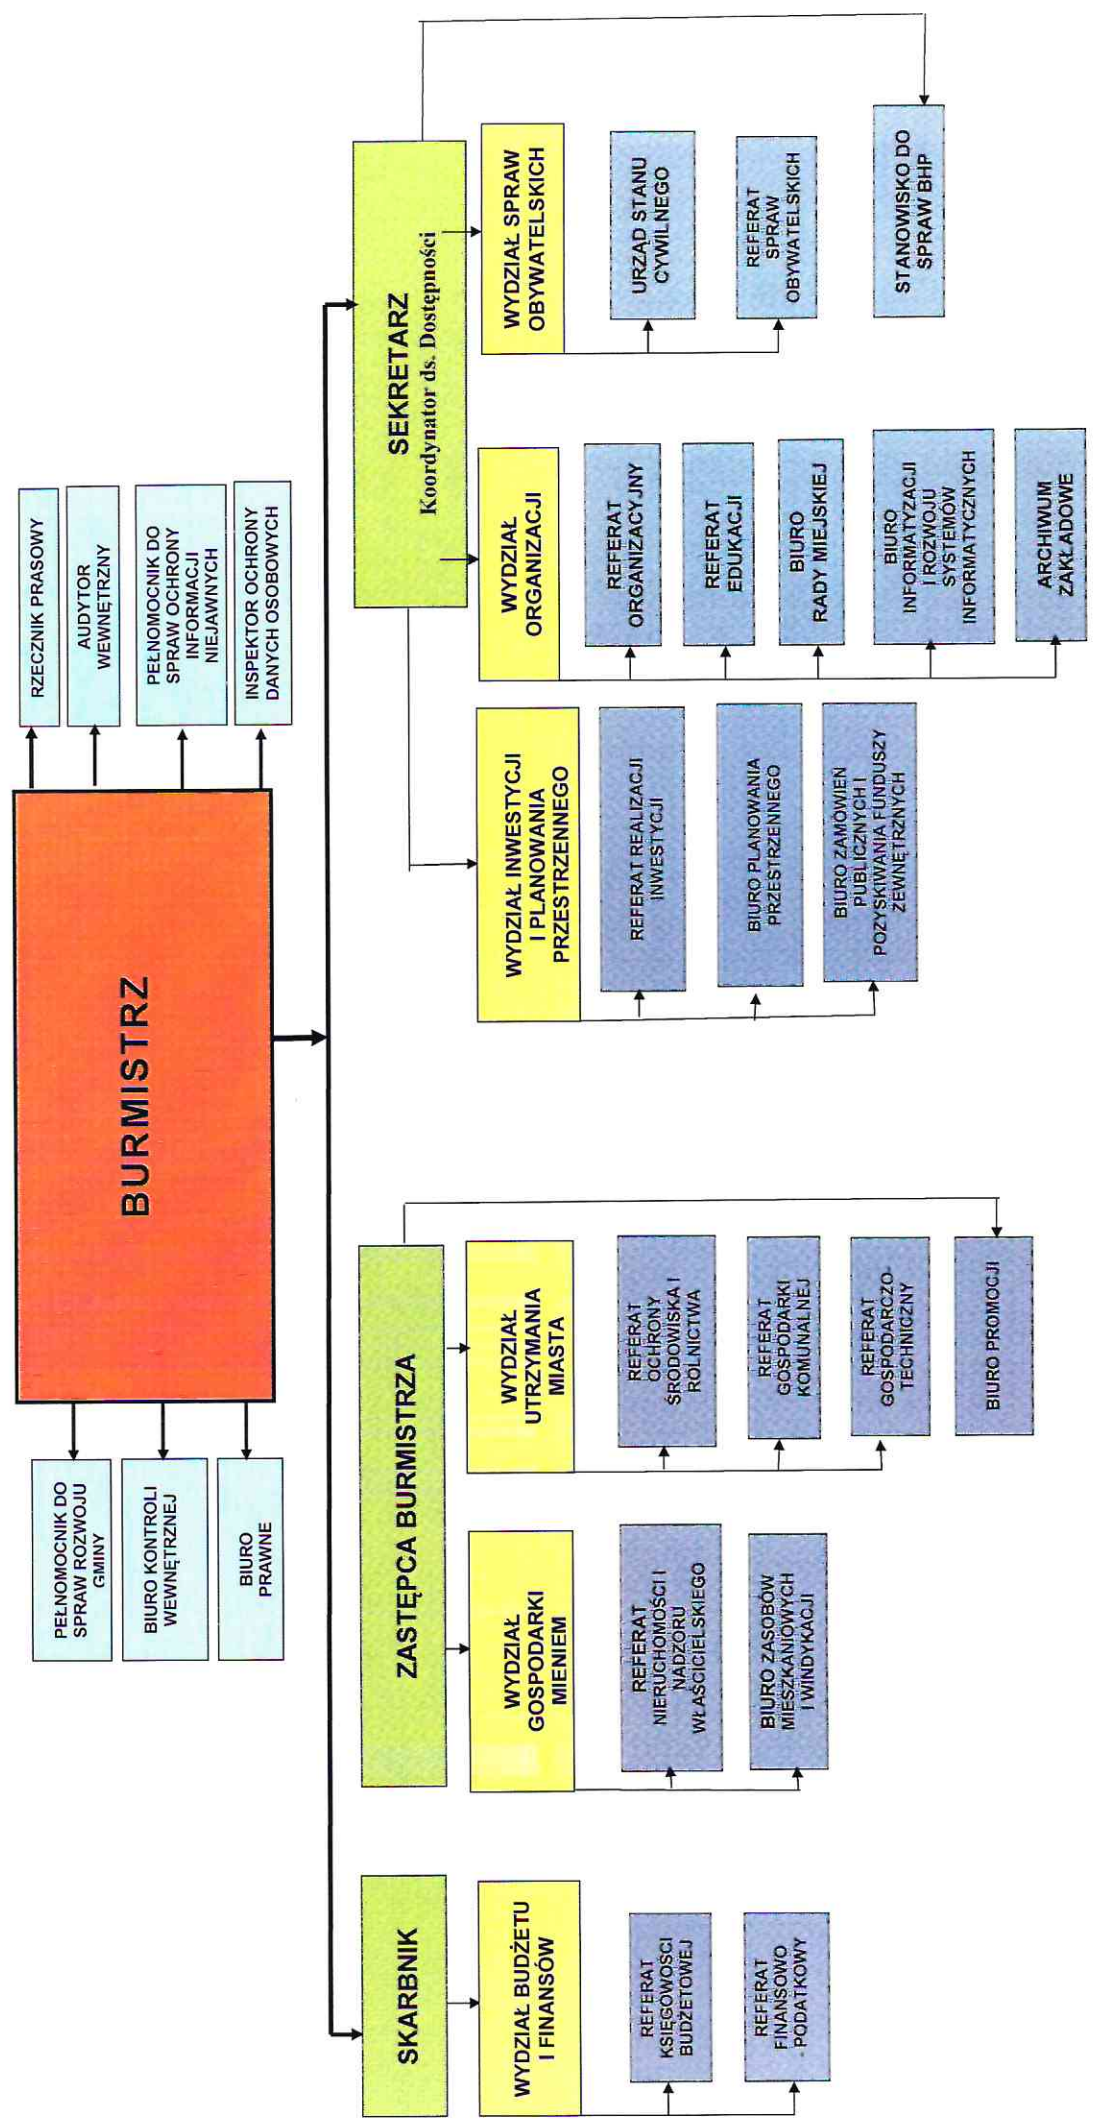 BURMISTRZ
PEŁNOMOCNIK DO
SPRAW ROZWOJU
GMINY
BIURO KONTROLI
WEWNĘTRZNEJ
BIURO
PRAWNE
RZECZNIK PRASOWY
AUDYTOR
WEWNĘTRZNY
PEŁNOMOCNIK DO
SPRAW OCHRONY
INFORMACJI
NIEJAWNYCH
INSPEKTOR OCHRONY
DANYCH OSOBOWYCH
SKARBNIK
WYDZIAŁ BUDŻETU
I FINANSÓW
REFERAT
KSIĘGOWOŚCI
BUDŻETOWEJ
REFERAT
FINANSOWO
- PODATKOWY
ZASTĘPCA BURMISTRZA
WYDZIAŁ
GOSPODARKI
MIENIEM
REFERAT
NIERUCHOMOŚCI I
NADZORU
WŁAŚCICIELSKIEGO
BIURO ZASOBÓW
MIESZKANIOWYCH
I WINDYKACJI
WYDZIAŁ
UTRZYMANIA
MIASTA
REFERAT
OCHRONY
ŚRODOWISKA I
ROLNICTWA
REFERAT
GOSPODARKI
KOMUNALNEJ
REFERAT
GOSPODARCZO-
TECHNICZNY
BIURO PROMOCJI
SEKRETARZ
Koordynator ds. Dostępności
WYDZIAŁ INWESTYCJI
I PLANOWANIA
PRZESTRZENNEGO
REFERAT REALIZACJI
INWESTYCJI
BIURO PLANOWANIA
PRZESTRZENNEGO
BIURO ZAMÓWIEŃ
PUBLICZNYCH I
POZYSKIWANIA FUNDUSZY
ZEWNĘTRZNYCH
WYDZIAŁ
ORGANIZACJI
REFERAT
ORGANIZACYJNY
REFERAT
EDUKACJI
BIURO
RADY MIEJSKIEJ
BIURO
INFORMATYZACJI
I ROZWOJU
SYSTEMÓW
INFORMATYCZNYCH
ARCHIWUM
ZAKŁADOWE
WYDZIAŁ SPRAW
OBYWATELSKICH
URZĄD STANU
CYWILNEGO
REFERAT
SPRAW
OBYWATELSKICH
STANOWISKO DO
SPRAW BHP